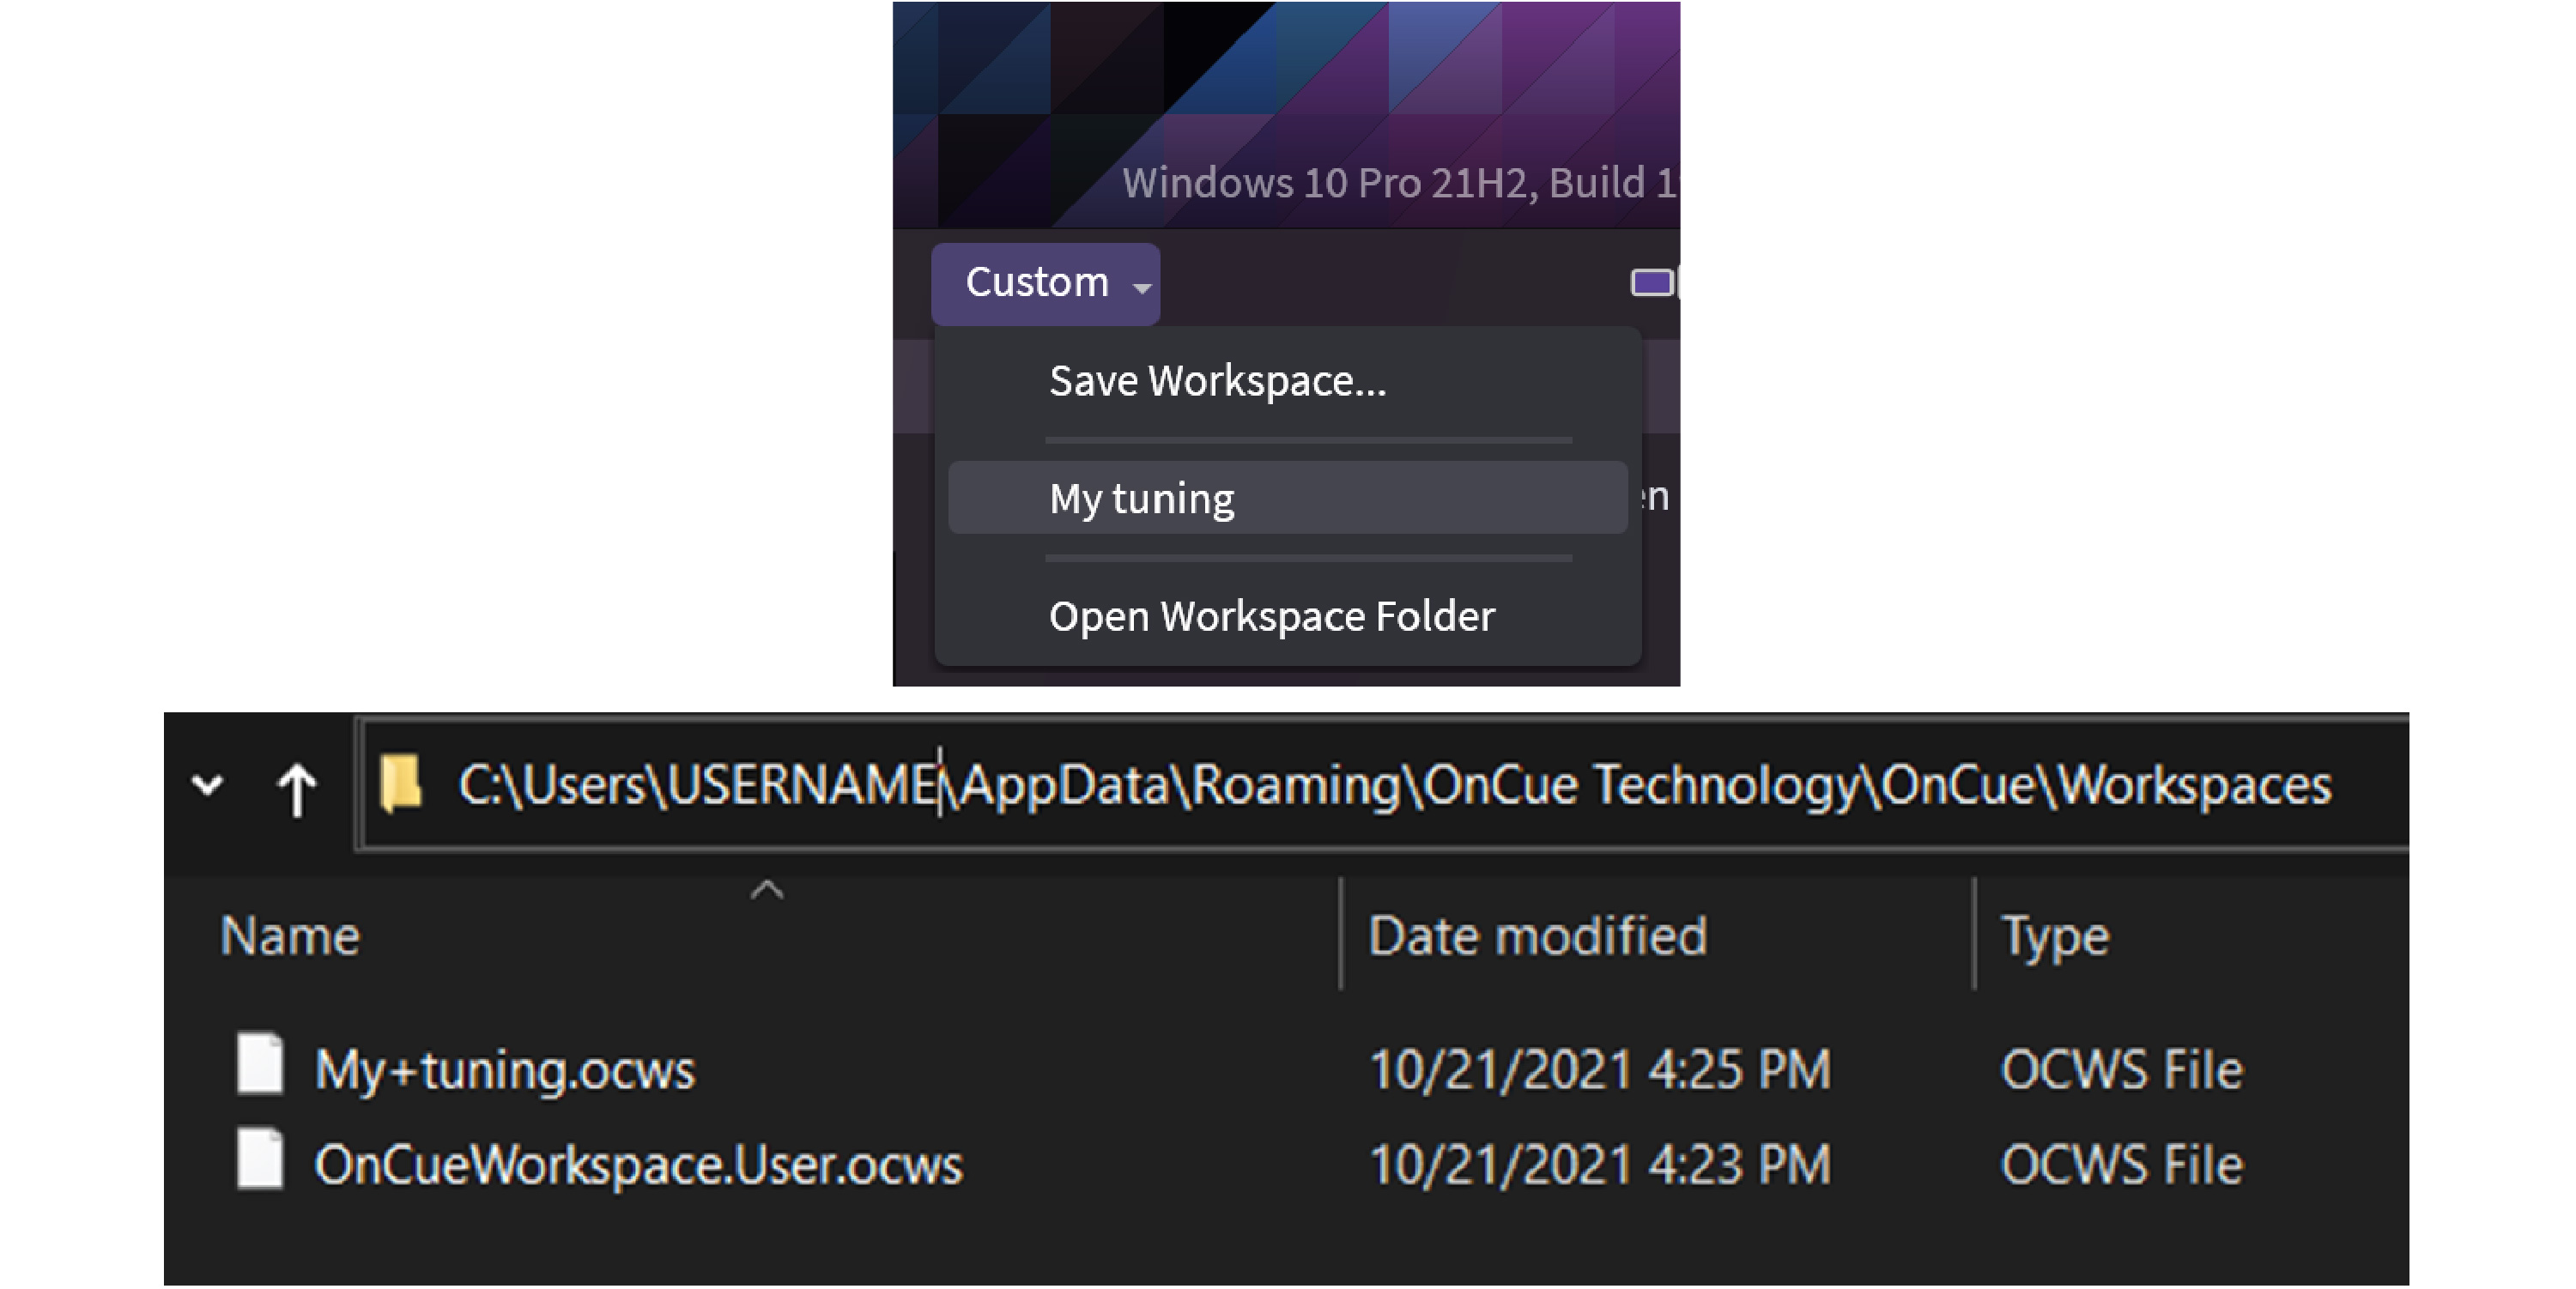 Windows 10 Pro 21H2, Build 1
Custom
Save Workspace...
My tuning
en
Open Workspace Folder
C:\Users\USERNAME\AppData\Roaming\OnCue Technology\OnCue\Workspaces
Name Date modified Type
My+tuning.ocws 10/21/2021 4:25 PM OCWS File
OnCueWorkspace.User.ocws 10/21/2021 4:23 PM OCWS File